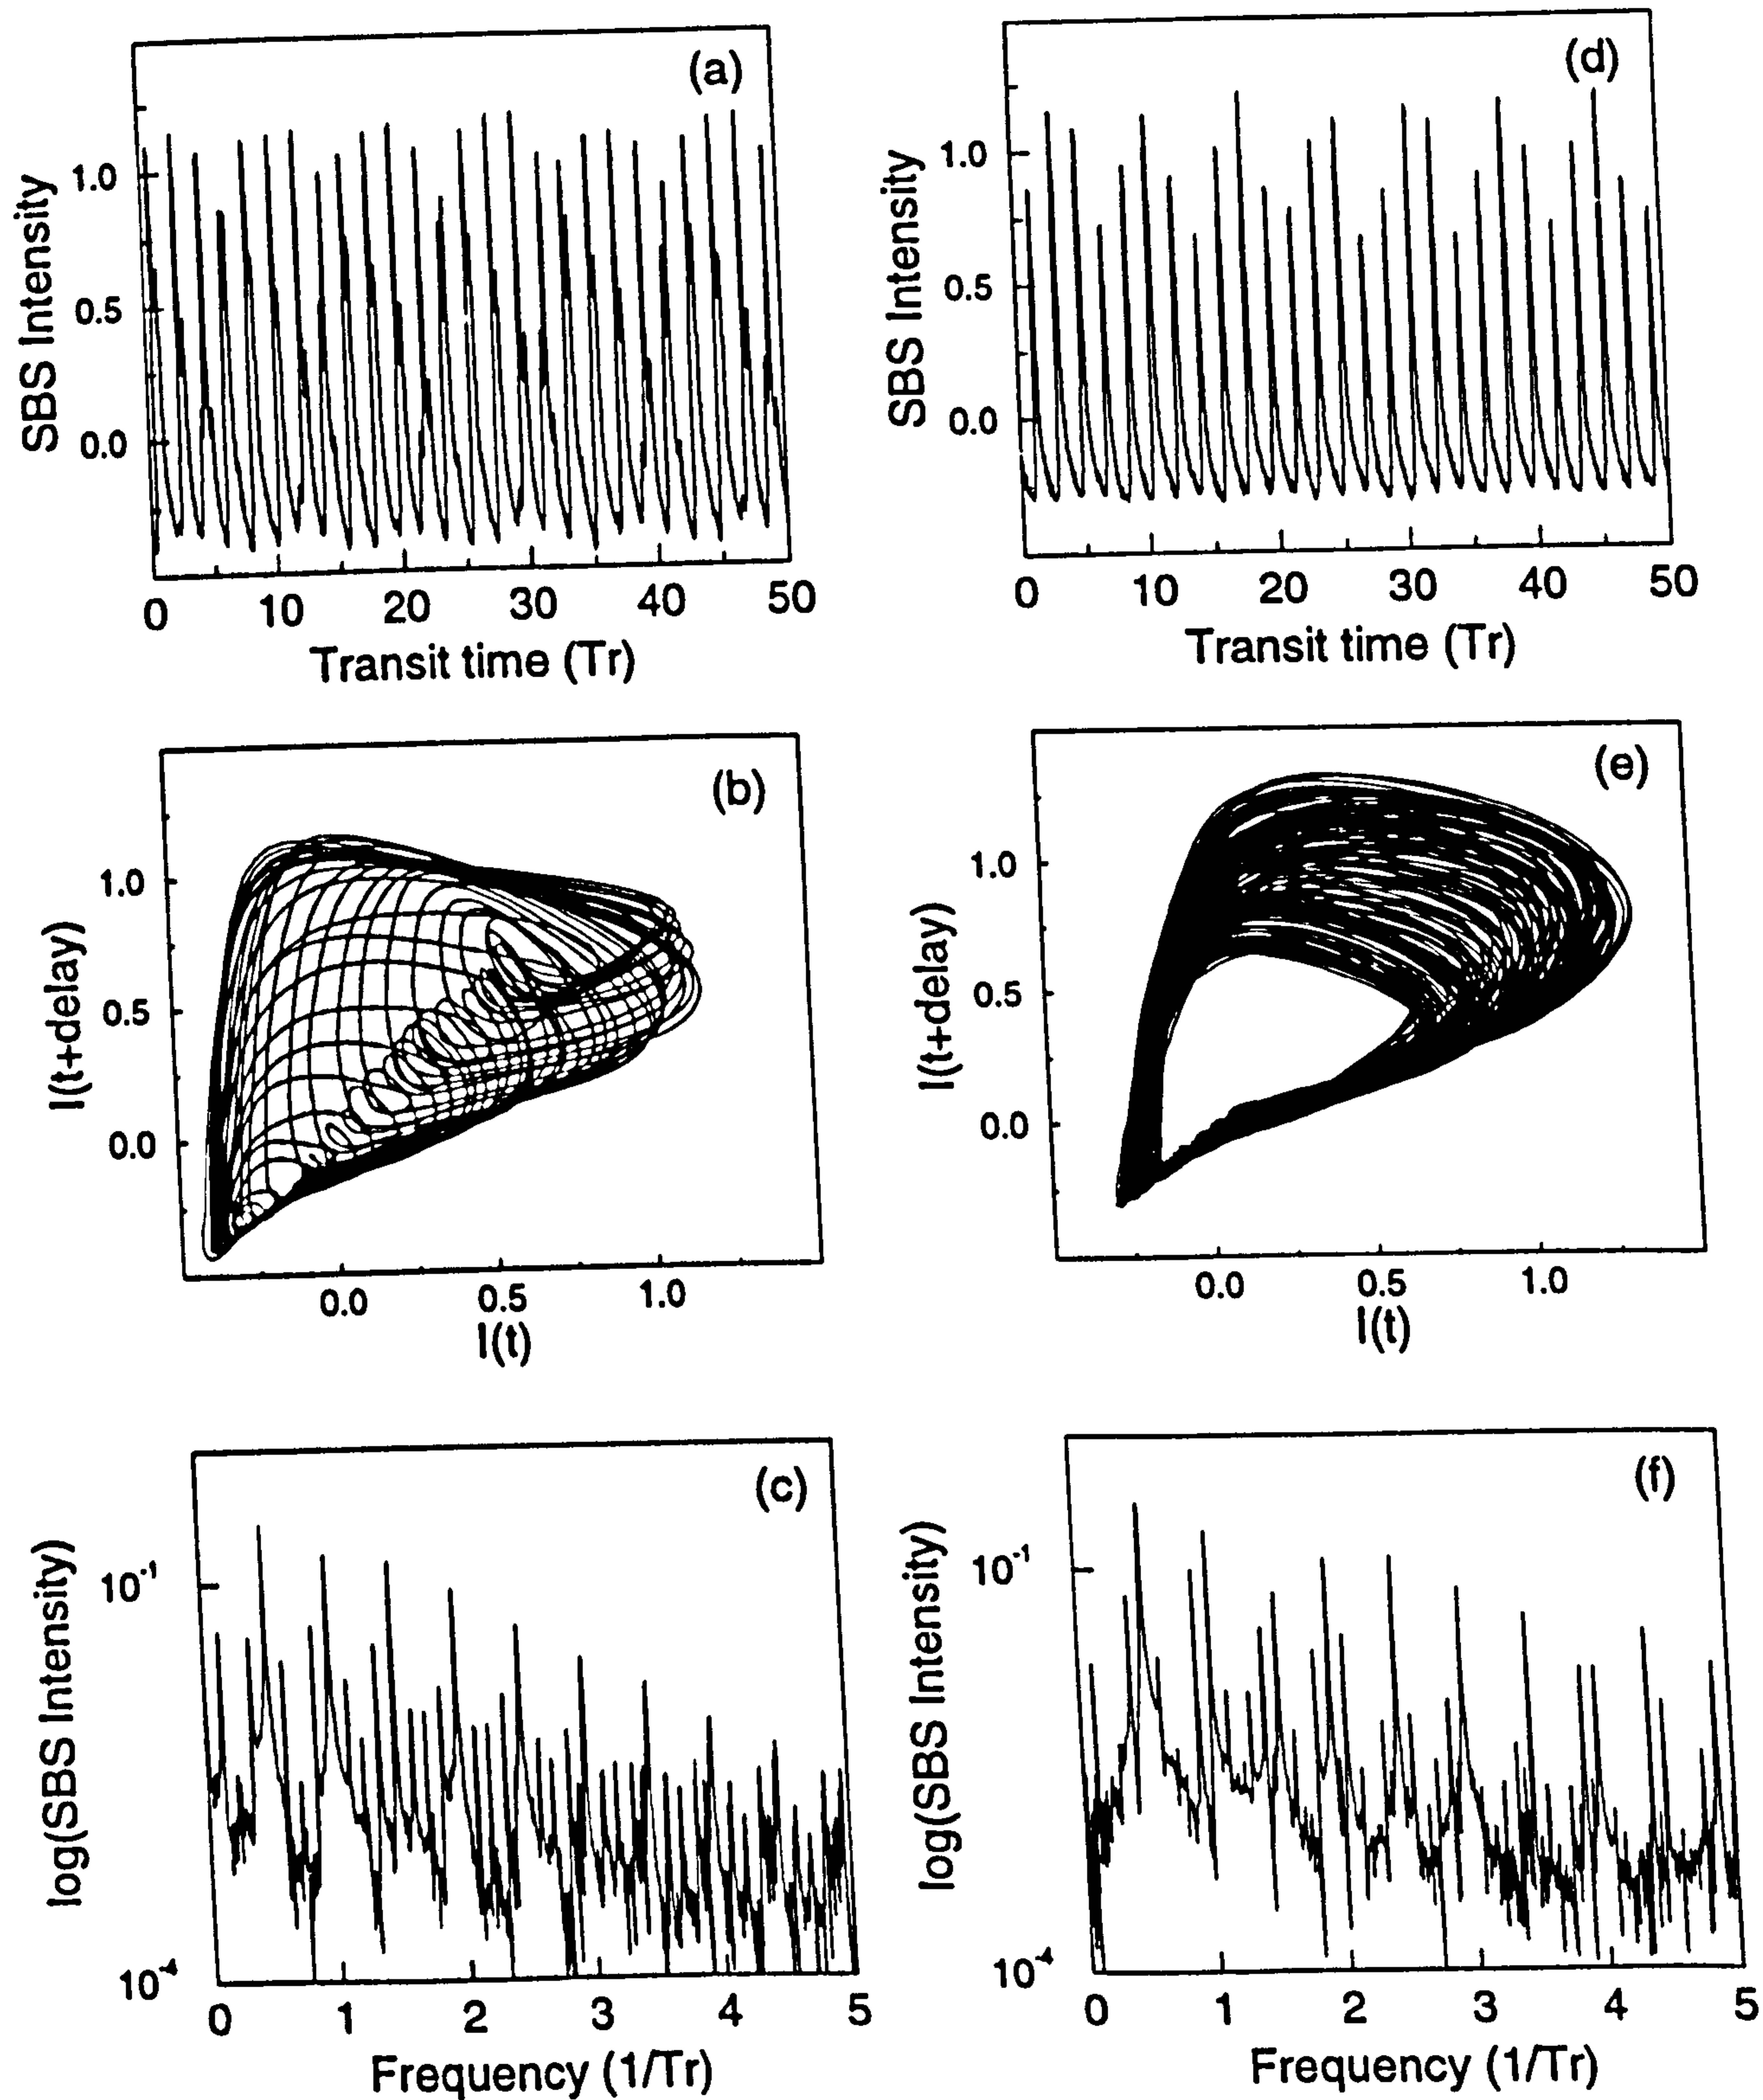 (a)
SBS Intensity
1.0
0.5
0.0
0 10 20 30 40 50
Transit time (Tr)
(d)
SBS Intensity
1.0
0.5
0.0
0 10 20 30 40 50
Transit time (Tr)
(b)
I(t+delay)
1.0
0.5
0.0
0.0 0.5 1.0
I(t)
(e)
I(t+delay)
1.0
0.5
0.0
0.0 0.5 1.0
I(t)
(c)
log(SBS Intensity)
10-1
10-4
0 1 2 3 4 5
Frequency (1/Tr)
(f)
log(SBS Intensity)
10-1
10-4
0 1 2 3 4 5
Frequency (1/Tr)